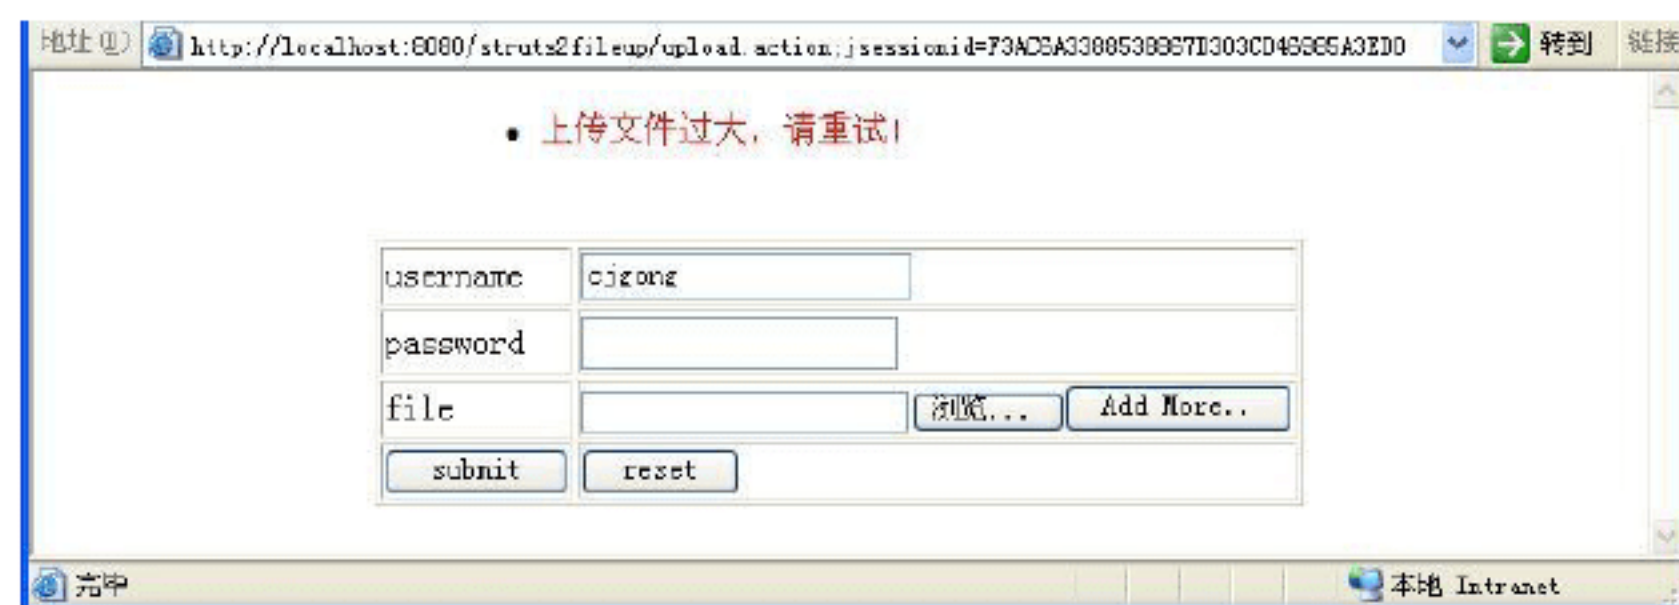 地址(D) http://localhost:8080/struts2fileup/upload.action;jsessionid= 转到 链接
上传文件过大,请重试!
username cjgong
password
file 浏览... Add More..
submit reset
完毕 本地 Intranet